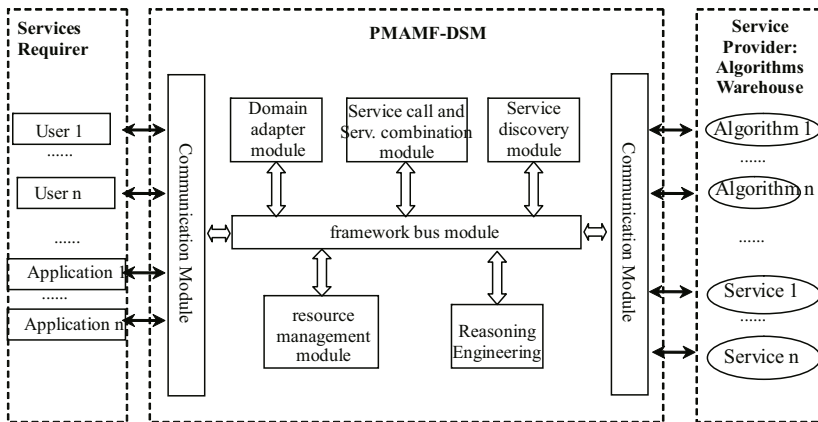 Services
Requirer
User 1
......
User n
......
Application 1
......
Application n
PMAMF-DSM
Communication Module
Domain
adapter
module
Service call and
Serv. combination
module
Service
discovery
module
framework bus module
resource
management
module
Reasoning
Engineering
Communication Module
Service
Provider:
Algorithms
Warehouse
Algorithm 1
......
Algorithm n
......
Service 1
......
Service n